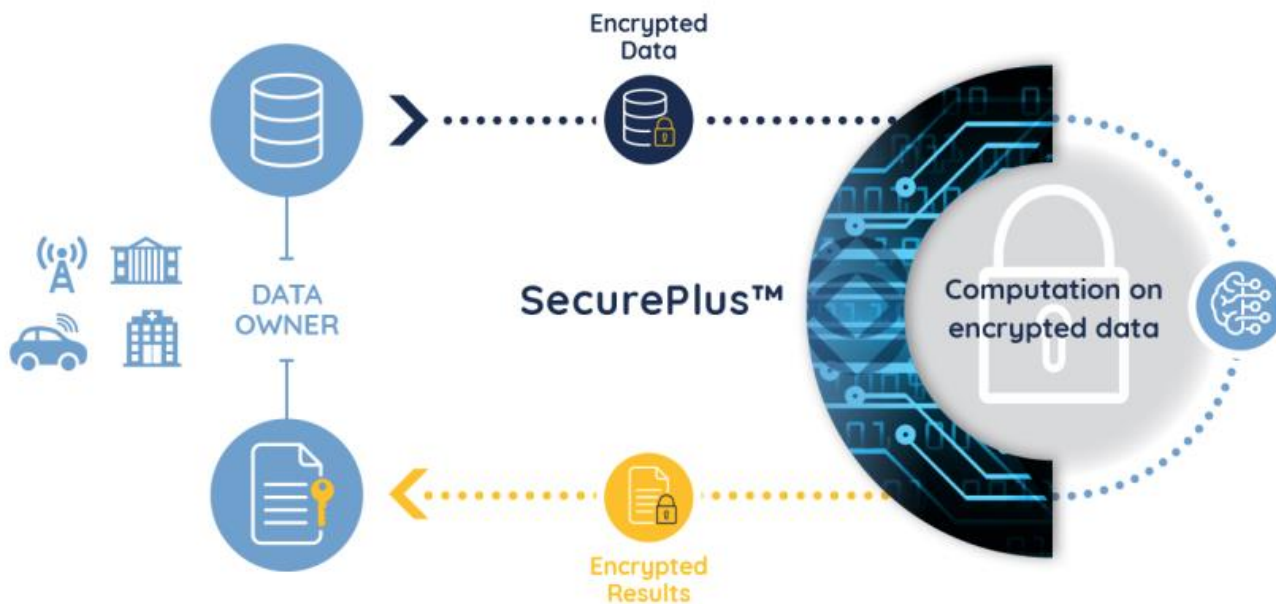 Encrypted
Data
DATA
OWNER
SecurePlus™
Computation on
encrypted data
Encrypted
Results